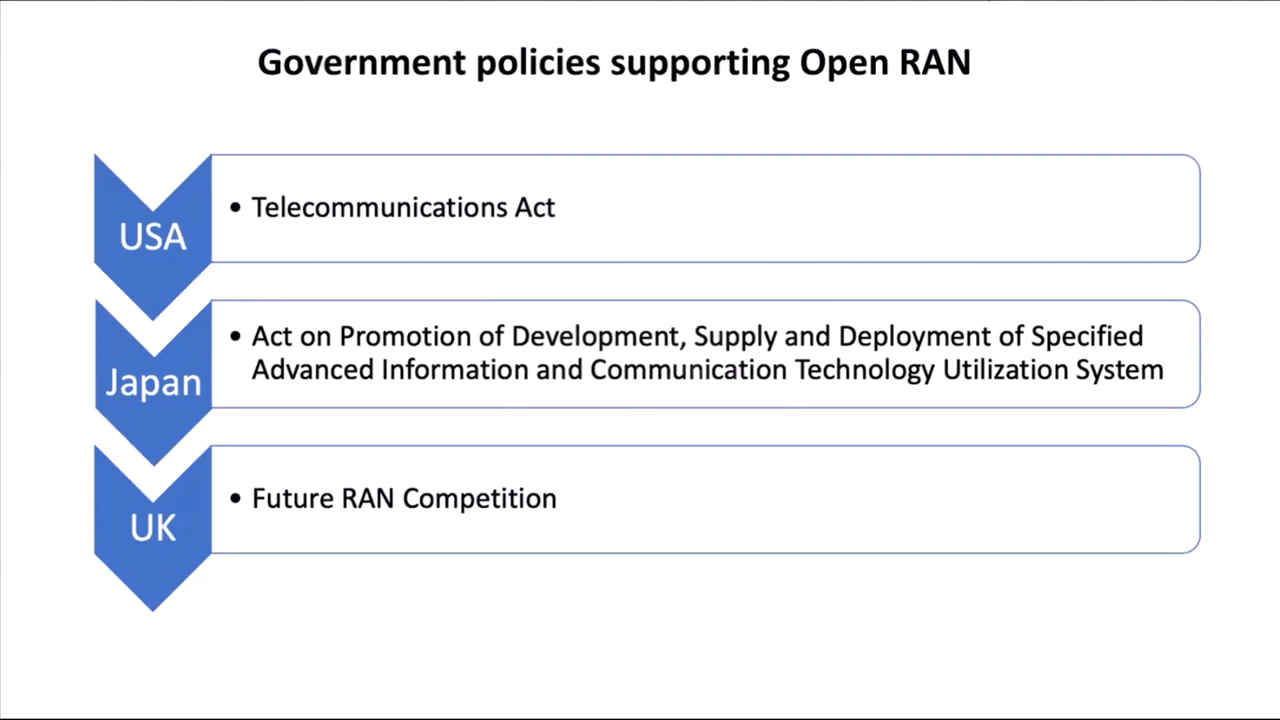 Government policies supporting Open RAN
USA
• Telecommunications Act
Japan
• Act on Promotion of Development, Supply and Deployment of Specified
Advanced Information and Communication Technology Utilization System
UK
• Future RAN Competition